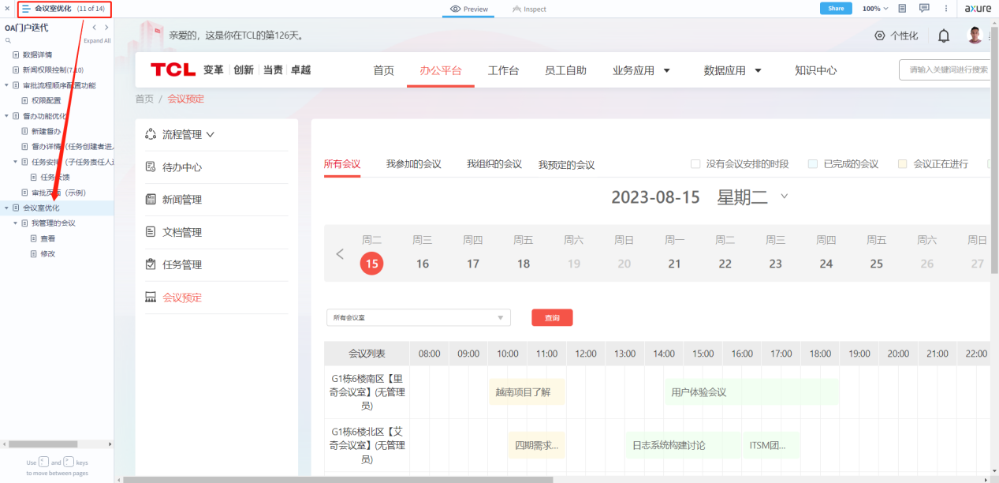 会议室优化 (11 of 14)
Preview
Inspect
Share
100%
axure
OA门户迭代
Expand All
数据详情
新闻权限控制(7.10)
审批流程顺序配置功能
权限配置
督办功能优化
新建督办
督办详情 (任务创建者进入
任务安排 (子任务责任人进
任务反馈
审批页面 (示例)
会议室优化
我管理的会议
查看
修改
Use < and > keys
to move between pages
亲爱的，这是你在TCL的第126天。
个性化
TCL 变革 创新 当责 卓越
首页
办公平台
工作台
员工自助
业务应用
数据应用
知识中心
请输入关键词进行搜索
首页 / 会议预定
流程管理
待办中心
新闻管理
文档管理
任务管理
会议预定
所有会议
我参加的会议
我组织的会议
我预定的会议
没有会议安排的时段
已完成的会议
会议正在进行
2023-08-15 星期二
周二 周三 周四 周五 周六 周日 周一 周二 周三 周四 周五 周六 周日
15 16 17 18 19 20 21 22 23 24 25 26 27
所有会议室
查询
会议列表 08:00 09:00 10:00 11:00 12:00 13:00 14:00 15:00 16:00 17:00 18:00 19:00 20:00 21:00 22:00
G1栋6楼南区【里
奇会议室】(无管理
员)
越南项目了解
用户体验会议
G1栋6楼北区【艾
奇会议室】(无管理
员)
四期需求...
日志系统构建讨论
ITSM团...